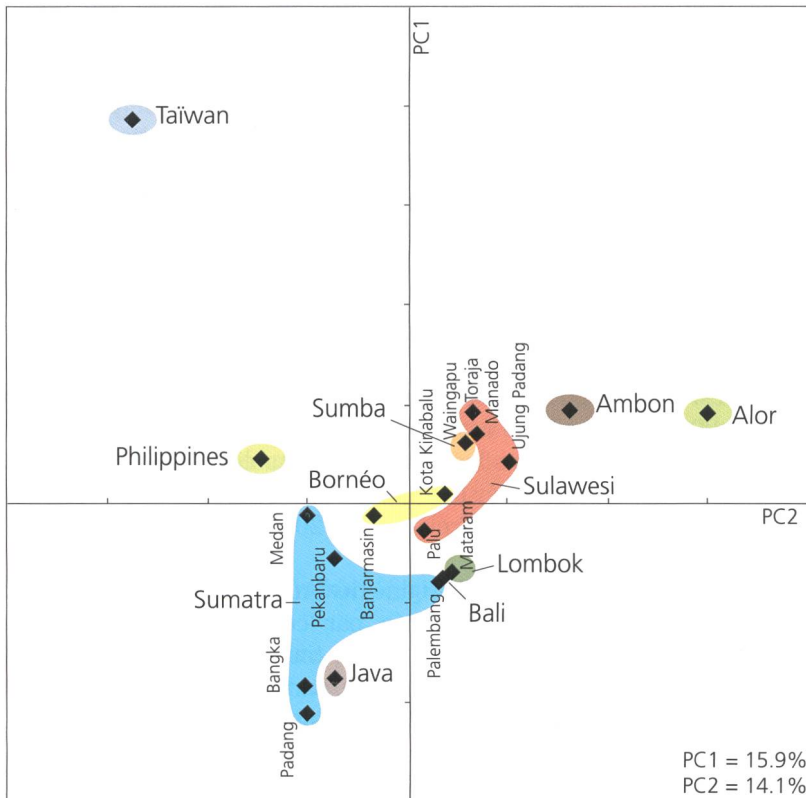 PC1
Taïwan
Waingapu
Toraja
Manado
Ujung Padang
Ambon
Alor
Sumba
Kota Kinabalu
Philippines
Bornéo
Sulawesi
PC2
Medan
Pekanbaru
Banjarmasin
Palu
Mataram
Lombok
Sumatra
Palembang
Bali
Bangka
Java
Padang
PC1 = 15.9%
PC2 = 14.1%